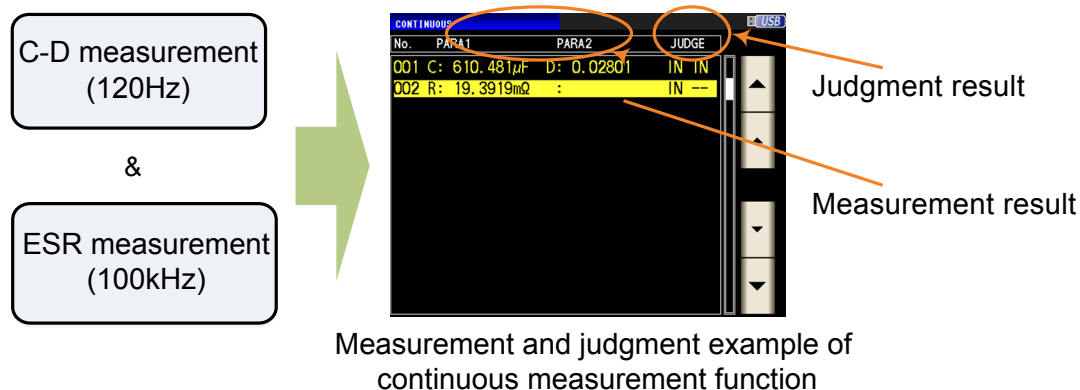 C-D measurement
(120Hz)
&
ESR measurement
(100kHz)
CONTINUOUS
USB
No. PARA1 PARA2 JUDGE
001 C: 610.481μF D: 0.02801 IN IN
002 R: 19.3919mΩ : IN --
Judgment result
Measurement result
Measurement and judgment example of
continuous measurement function